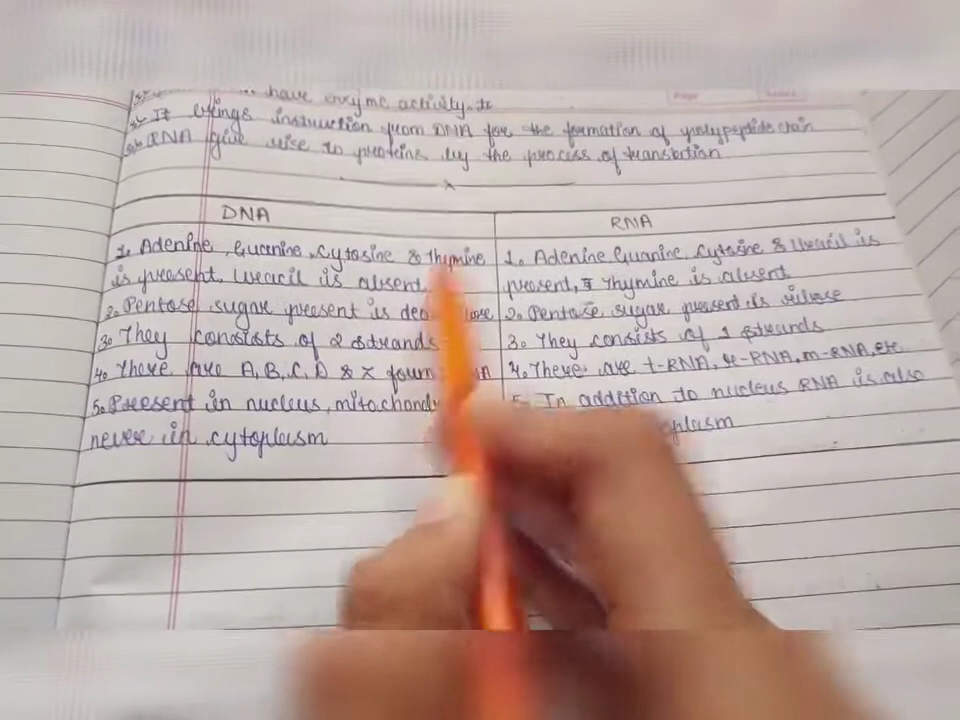 have enzyme activity.
It brings instruction from DNA for the formation of polypeptide chain
RNA give rise to proteins by the process of translation
DNA
1. Adenine, Guanine, Cytosine & Thymine
is present, Uracil is absent
2. Pentose sugar present is
3. They consists of 2 strands
4. There are A, B, C, D & Z
5. Present in nucleus,
never in cytoplasm
RNA
1. Adenine Guanine, Cytosine & Uracil is
present, Thymine is absent
2. Pentose sugar present is ribose
3. They consists of 1 strands
4. There are t-RNA, r-RNA, m-RNA, etc.
5. In addition to nucleus RNA is also